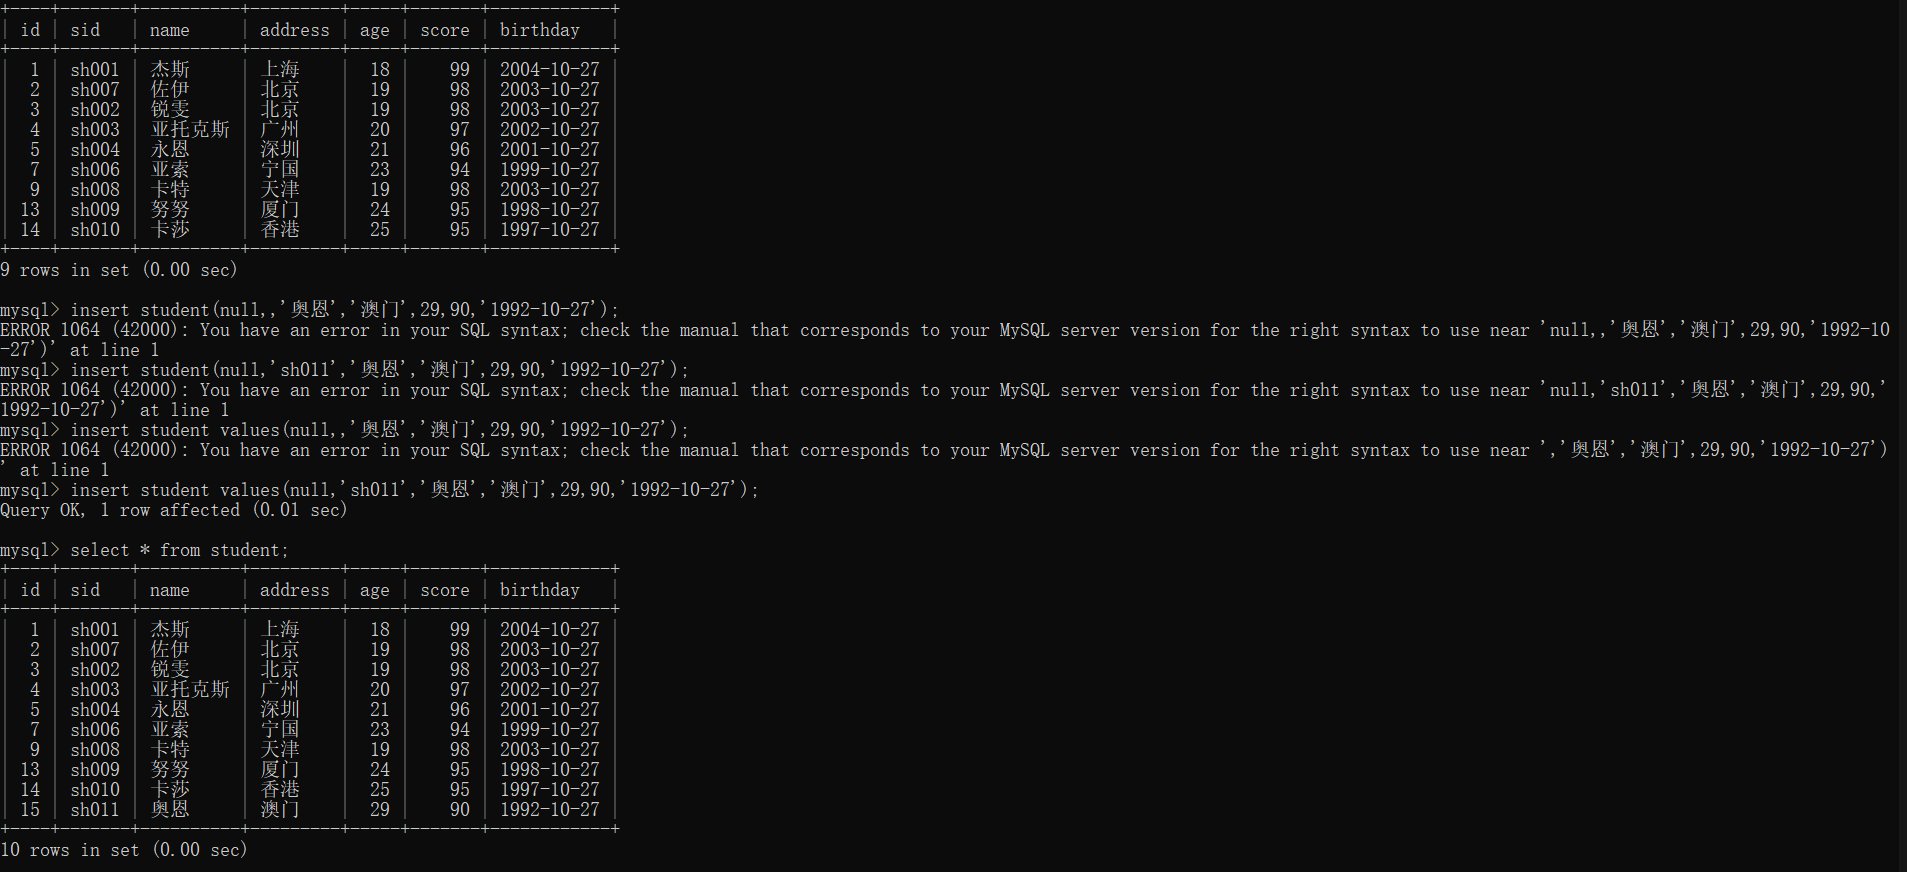 +----+-------+----------+---------+-----+-------+------------+
| id | sid   | name     | address | age | score | birthday   |
+----+-------+----------+---------+-----+-------+------------+
|  1 | sh001 | 杰斯     | 上海    |  18 |    99 | 2004-10-27 |
|  2 | sh007 | 佐伊     | 北京    |  19 |    98 | 2003-10-27 |
|  3 | sh002 | 锐雯     | 北京    |  19 |    98 | 2003-10-27 |
|  4 | sh003 | 亚托克斯 | 广州    |  20 |    97 | 2002-10-27 |
|  5 | sh004 | 永恩     | 深圳    |  21 |    96 | 2001-10-27 |
|  7 | sh006 | 亚索     | 宁国    |  23 |    94 | 1999-10-27 |
|  9 | sh008 | 卡特     | 天津    |  19 |    98 | 2003-10-27 |
| 13 | sh009 | 努努     | 厦门    |  24 |    95 | 1998-10-27 |
| 14 | sh010 | 卡莎     | 香港    |  25 |    95 | 1997-10-27 |
+----+-------+----------+---------+-----+-------+------------+
9 rows in set (0.00 sec)
mysql> insert student(null,,'奥恩','澳门',29,90,'1992-10-27');
ERROR 1064 (42000): You have an error in your SQL syntax; check the manual that corresponds to your MySQL server version for the right syntax to use near 'null,,'奥恩','澳门',29,90,'1992-10
-27')' at line 1
mysql> insert student(null,'sh011','奥恩','澳门',29,90,'1992-10-27');
ERROR 1064 (42000): You have an error in your SQL syntax; check the manual that corresponds to your MySQL server version for the right syntax to use near 'null,'sh011','奥恩','澳门',29,90,'
1992-10-27')' at line 1
mysql> insert student values(null,,'奥恩','澳门',29,90,'1992-10-27');
ERROR 1064 (42000): You have an error in your SQL syntax; check the manual that corresponds to your MySQL server version for the right syntax to use near ','奥恩','澳门',29,90,'1992-10-27')
' at line 1
mysql> insert student values(null,'sh011','奥恩','澳门',29,90,'1992-10-27');
Query OK, 1 row affected (0.01 sec)
mysql> select * from student;
+----+-------+----------+---------+-----+-------+------------+
| id | sid   | name     | address | age | score | birthday   |
+----+-------+----------+---------+-----+-------+------------+
|  1 | sh001 | 杰斯     | 上海    |  18 |    99 | 2004-10-27 |
|  2 | sh007 | 佐伊     | 北京    |  19 |    98 | 2003-10-27 |
|  3 | sh002 | 锐雯     | 北京    |  19 |    98 | 2003-10-27 |
|  4 | sh003 | 亚托克斯 | 广州    |  20 |    97 | 2002-10-27 |
|  5 | sh004 | 永恩     | 深圳    |  21 |    96 | 2001-10-27 |
|  7 | sh006 | 亚索     | 宁国    |  23 |    94 | 1999-10-27 |
|  9 | sh008 | 卡特     | 天津    |  19 |    98 | 2003-10-27 |
| 13 | sh009 | 努努     | 厦门    |  24 |    95 | 1998-10-27 |
| 14 | sh010 | 卡莎     | 香港    |  25 |    95 | 1997-10-27 |
| 15 | sh011 | 奥恩     | 澳门    |  29 |    90 | 1992-10-27 |
+----+-------+----------+---------+-----+-------+------------+
10 rows in set (0.00 sec)